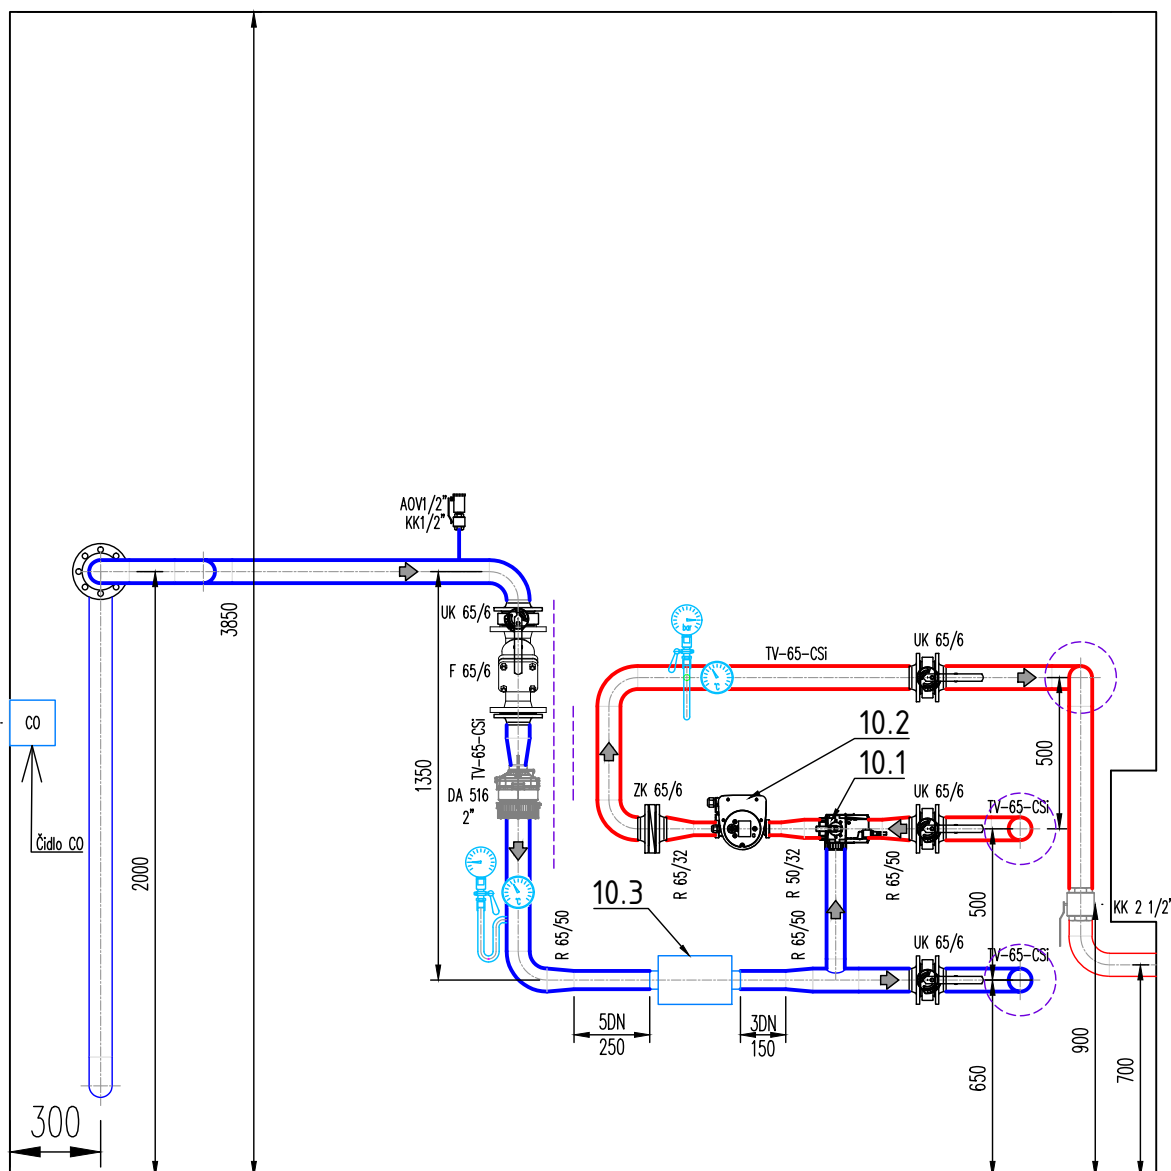 AOV1/2"
KK1/2"
UK 65/6
F 65/6
TV-65-CSi
DA 516
2"
3850
2000
1350
CO
Čidlo CO
300
TV-65-CSi
UK 65/6
10.2
10.1
ZK 65/6
UK 65/6
TV-65-CSi
500
R 65/32
R 50/32
R 65/50
500
10.3
R 65/50
R 65/50
UK 65/6
TV-65-CSi
KK 2 1/2"
5DN
250
3DN
150
650
900
700